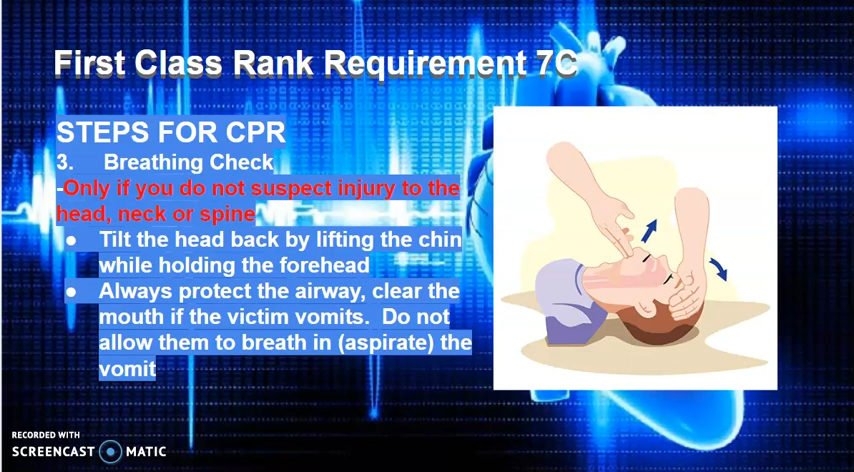 First Class Rank Requirement 7C
STEPS FOR CPR
3. Breathing Check
-Only if you do not suspect injury to the
head, neck or spine
● Tilt the head back by lifting the chin
while holding the forehead
● Always protect the airway, clear the
mouth if the victim vomits. Do not
allow them to breath in (aspirate) the
vomit
RECORDED WITH
SCREENCAST MATIC